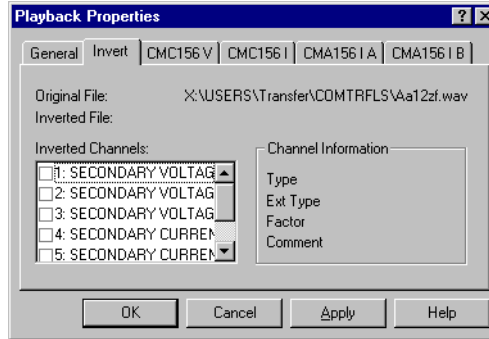 Playback Properties
General Invert CMC156 V CMC156 I CMA156 I A CMA156 I B
Original File: X:\USERS\Transfer\COMTRFLS\Aa12zf.wav
Inverted File:
Inverted Channels:
1: SECONDARY VOLTAG
2: SECONDARY VOLTAG
3: SECONDARY VOLTAG
4: SECONDARY CURREN
5: SECONDARY CURREN
Channel Information
Type
Ext Type
Factor
Comment
OK Cancel Apply Help